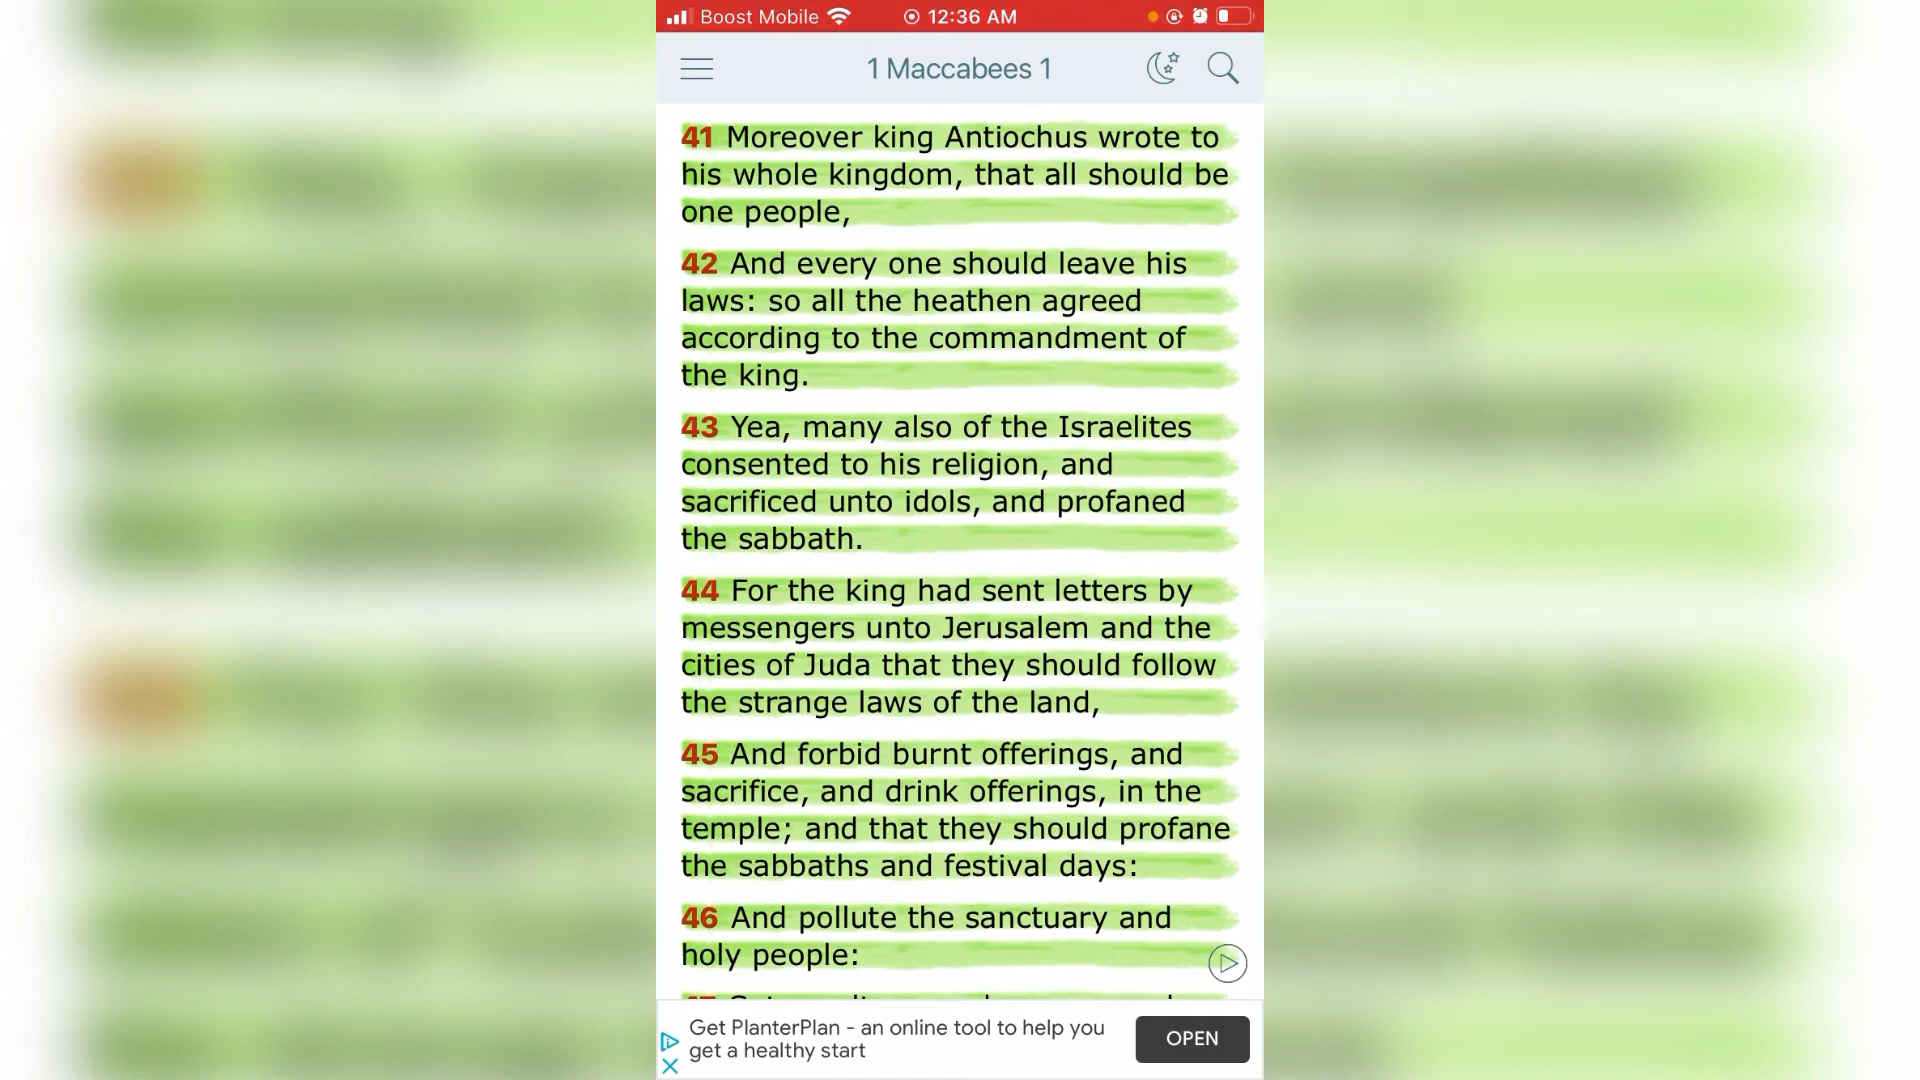 Boost Mobile 12:36 AM
1 Maccabees 1
41 Moreover king Antiochus wrote to
his whole kingdom, that all should be
one people,
42 And every one should leave his
laws: so all the heathen agreed
according to the commandment of
the king.
43 Yea, many also of the Israelites
consented to his religion, and
sacrificed unto idols, and profaned
the sabbath.
44 For the king had sent letters by
messengers unto Jerusalem and the
cities of Juda that they should follow
the strange laws of the land,
45 And forbid burnt offerings, and
sacrifice, and drink offerings, in the
temple; and that they should profane
the sabbaths and festival days:
46 And pollute the sanctuary and
holy people:
Get PlanterPlan - an online tool to help you
get a healthy start
OPEN